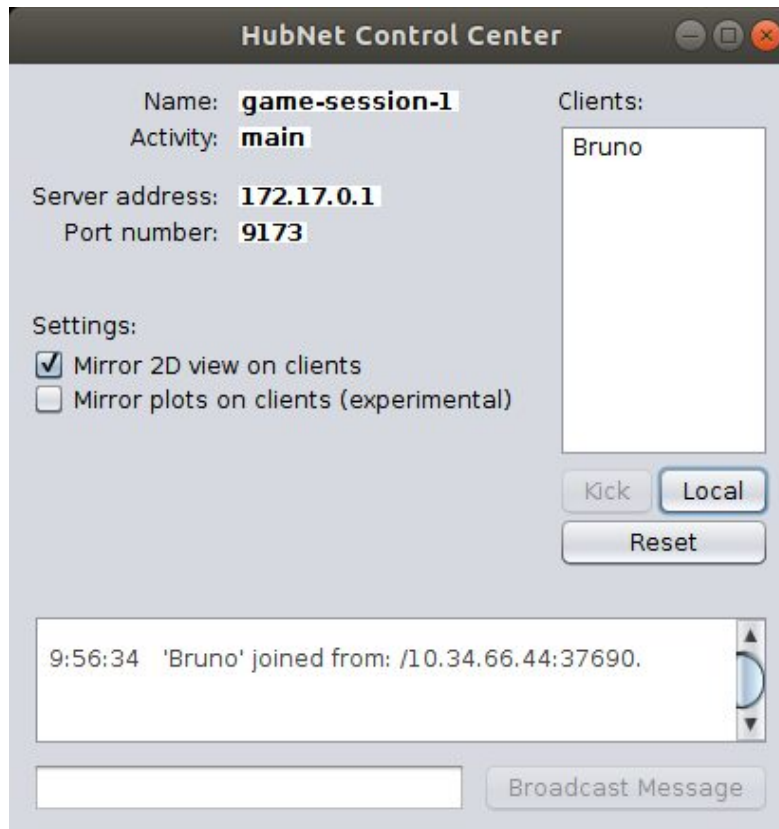 HubNet Control Center
Name: game-session-1
Activity: main
Server address: 172.17.0.1
Port number: 9173
Settings:
Mirror 2D view on clients
Mirror plots on clients (experimental)
Clients:
Bruno
Kick Local
Reset
9:56:34 'Bruno' joined from: /10.34.66.44:37690.
Broadcast Message